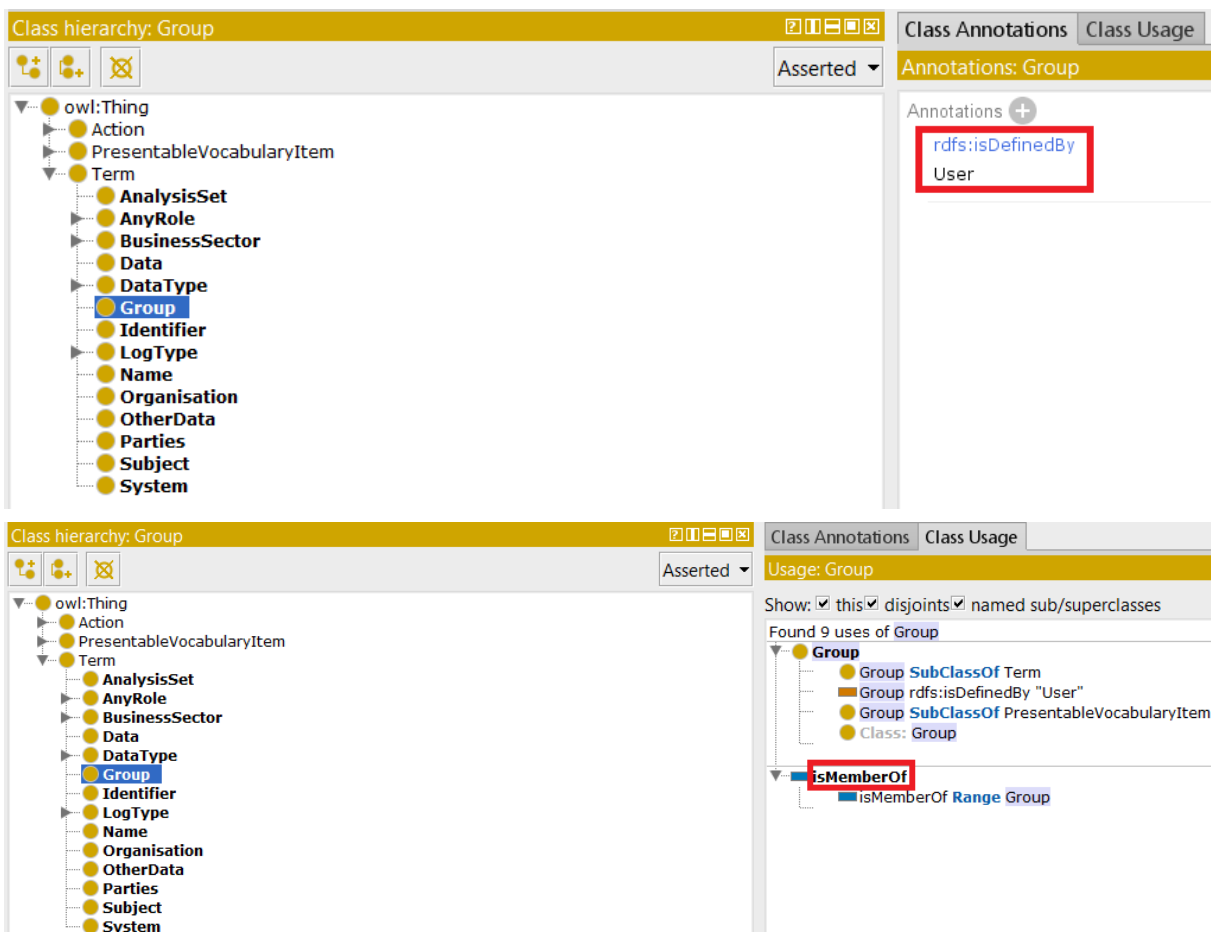 Class hierarchy: Group
Asserted
owl:Thing
Action
PresentableVocabularyItem
Term
AnalysisSet
AnyRole
BusinessSector
Data
DataType
Group
Identifier
LogType
Name
Organisation
OtherData
Parties
Subject
System
Class Annotations Class Usage
Annotations: Group
Annotations
rdfs:isDefinedBy
User
Class hierarchy: Group
Asserted
owl:Thing
Action
PresentableVocabularyItem
Term
AnalysisSet
AnyRole
BusinessSector
Data
DataType
Group
Identifier
LogType
Name
Organisation
OtherData
Parties
Subject
System
Class Annotations Class Usage
Usage: Group
Show: this disjoints named sub/superclasses
Found 9 uses of Group
Group
Group SubClassOf Term
Group rdfs:isDefinedBy "User"
Group SubClassOf PresentableVocabularyItem
Class: Group
isMemberOf
isMemberOf Range Group